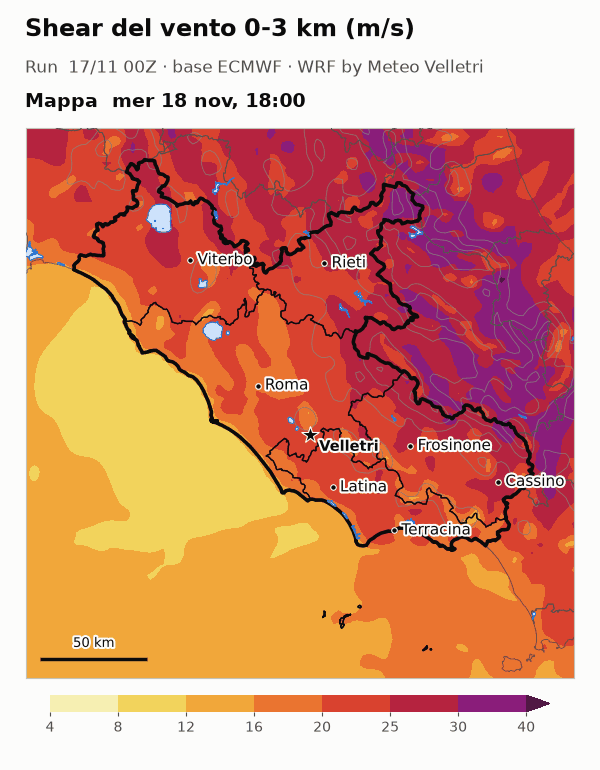 Shear del vento 0-3 km (m/s)
Run  17/11 00Z · base ECMWF · WRF by Meteo Velletri
Mappa  mer 18 nov, 18:00
Viterbo
Rieti
Roma
Velletri
Frosinone
Cassino
Latina
Terracina
50 km
4 8 12 16 20 25 30 40